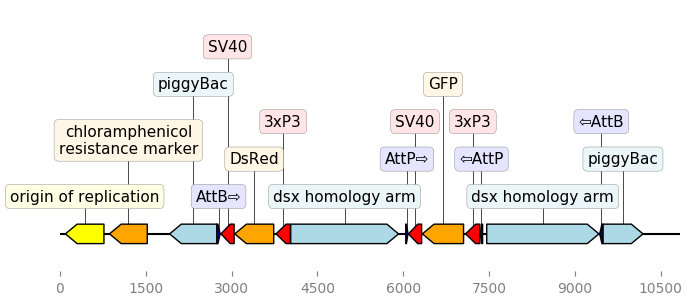 SV40
piggyBac
GFP
chloramphenicol
resistance marker
3xP3
SV40
3xP3
⇦AttB
DsRed
AttP⇨
⇦AttP
piggyBac
origin of replication
AttB⇨
dsx homology arm
dsx homology arm
0
1500
3000
4500
6000
7500
9000
10500